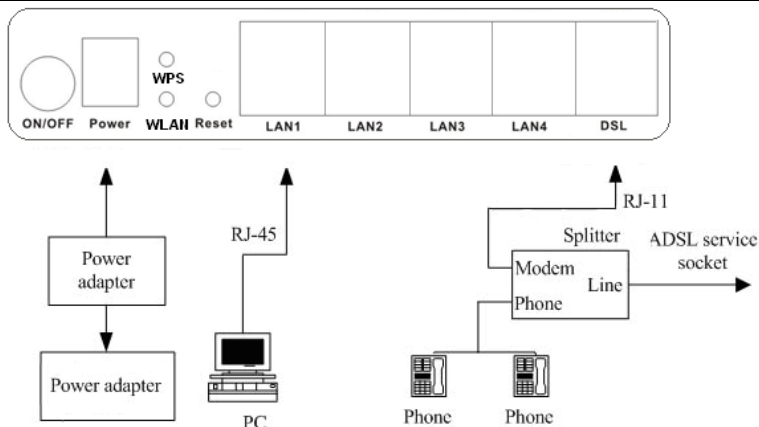 WPS
ON/OFF Power WLAN Reset LAN1 LAN2 LAN3 LAN4 DSL
RJ-11
RJ-45
Splitter
ADSL service
socket
Power
adapter
Modem
Line
Phone
Power adapter
PC
Phone
Phone